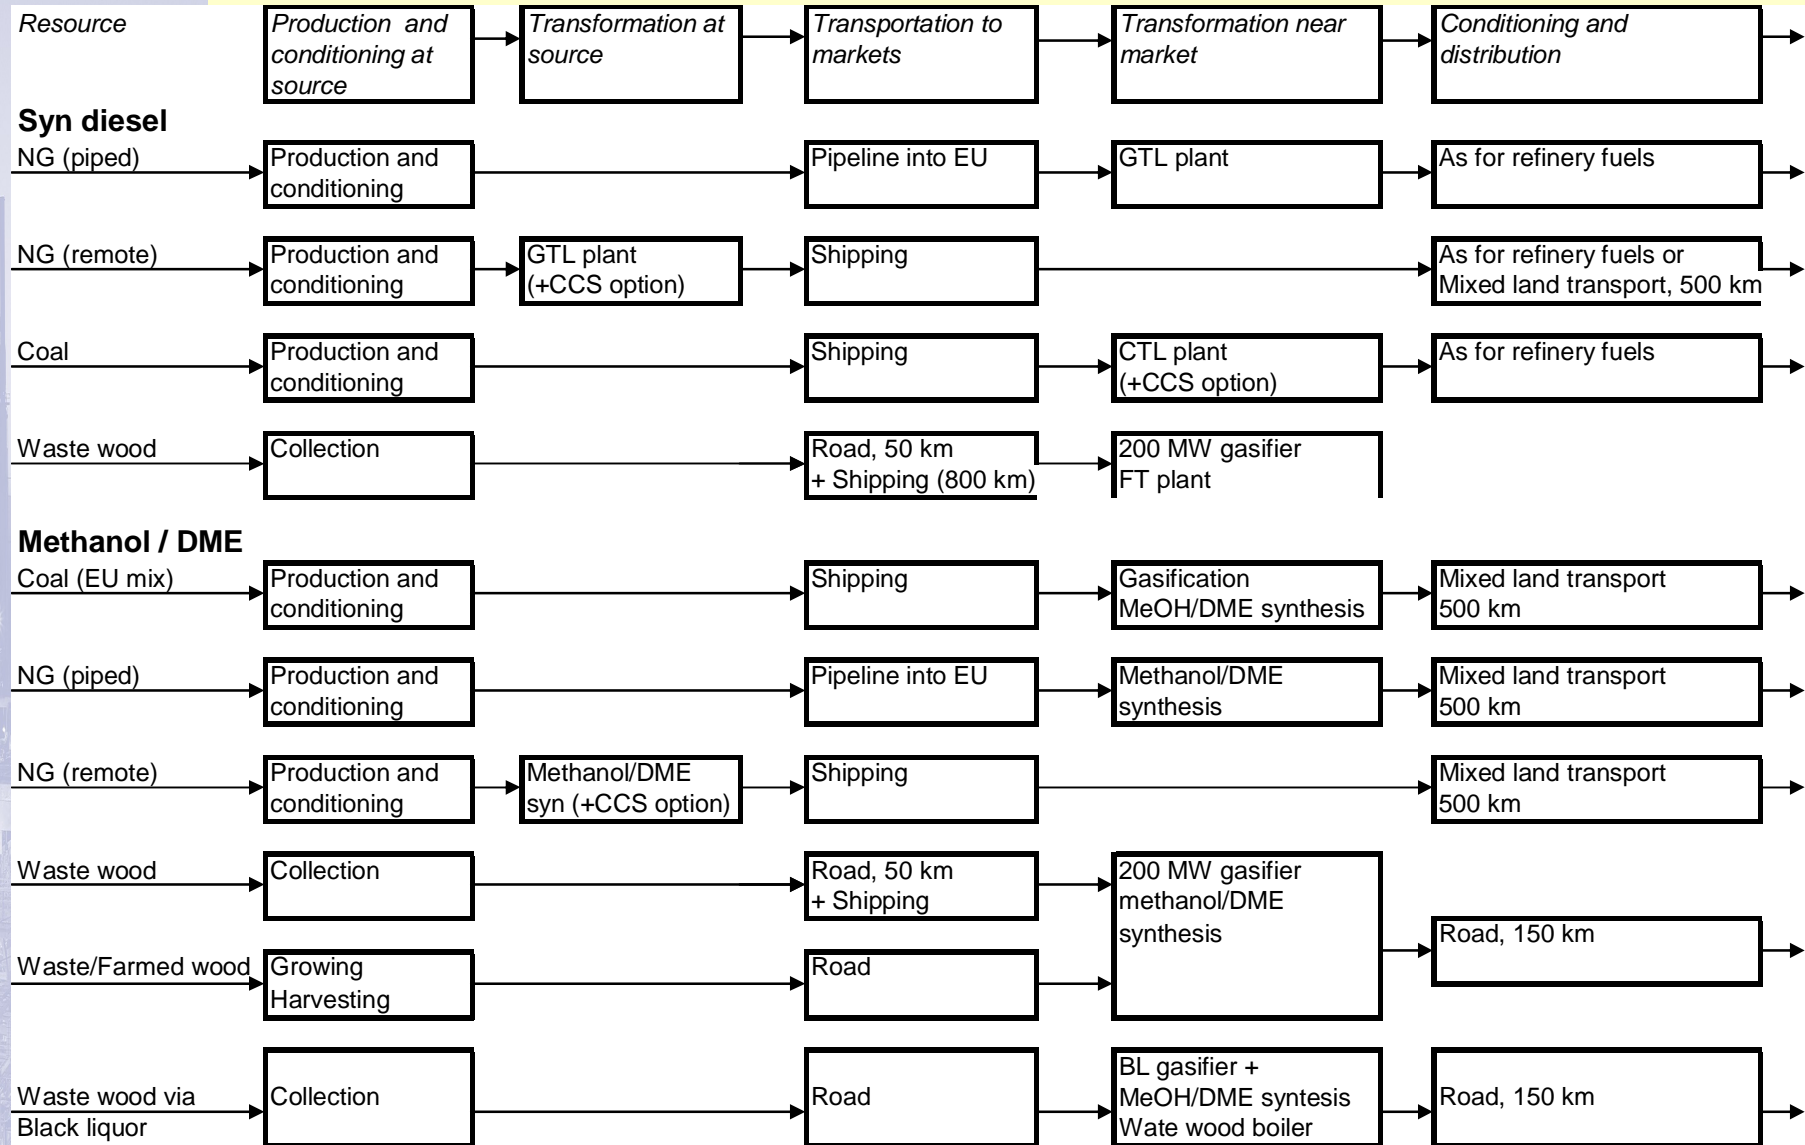 Resource
Production and
conditioning at
source
Transformation at
source
Transportation to
markets
Transformation near
market
Conditioning and
distribution
Syn diesel
NG (piped)
Production and
conditioning
Pipeline into EU
GTL plant
As for refinery fuels
NG (remote)
Production and
conditioning
GTL plant
(+CCS option)
Shipping
As for refinery fuels or
Mixed land transport, 500 km
Coal
Production and
conditioning
Shipping
CTL plant
(+CCS option)
As for refinery fuels
Waste wood
Collection
Road, 50 km
+ Shipping (800 km)
200 MW gasifier
FT plant
Methanol / DME
Coal (EU mix)
Production and
conditioning
Shipping
Gasification
MeOH/DME synthesis
Mixed land transport
500 km
NG (piped)
Production and
conditioning
Pipeline into EU
Methanol/DME
synthesis
Mixed land transport
500 km
NG (remote)
Production and
conditioning
Methanol/DME
syn (+CCS option)
Shipping
Mixed land transport
500 km
Waste wood
Collection
Road, 50 km
+ Shipping
200 MW gasifier
methanol/DME
synthesis
Road, 150 km
Waste/Farmed wood
Growing
Harvesting
Road
Waste wood via
Black liquor
Collection
Road
BL gasifier +
MeOH/DME syntesis
Wate wood boiler
Road, 150 km